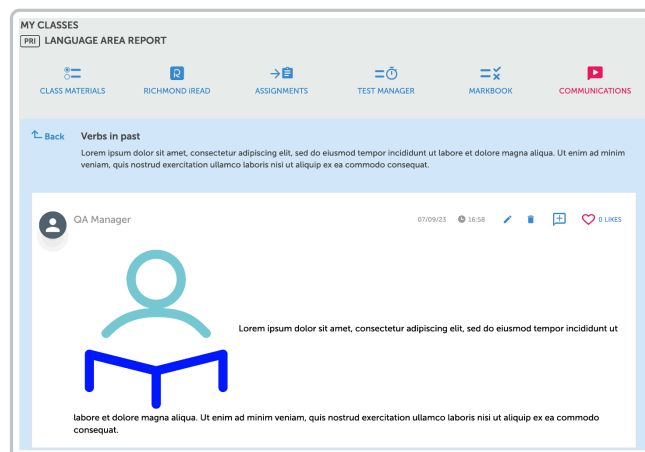 MY CLASSES
PRI LANGUAGE AREA REPORT
CLASS MATERIALS
RICHMOND iREAD
ASSIGNMENTS
TEST MANAGER
MARKBOOK
COMMUNICATIONS
Back Verbs in past
Lorem ipsum dolor sit amet, consectetur adipiscing elit, sed do eiusmod tempor incididunt ut labore et dolore magna aliqua. Ut enim ad minim
veniam, quis nostrud exercitation ullamco laboris nisi ut aliquip ex ea commodo consequat.
QA Manager 07/09/23 16:58 0 LIKES
Lorem ipsum dolor sit amet, consectetur adipiscing elit, sed do eiusmod tempor incididunt ut
labore et dolore magna aliqua. Ut enim ad minim veniam, quis nostrud exercitation ullamco laboris nisi ut aliquip ex ea commodo
consequat.